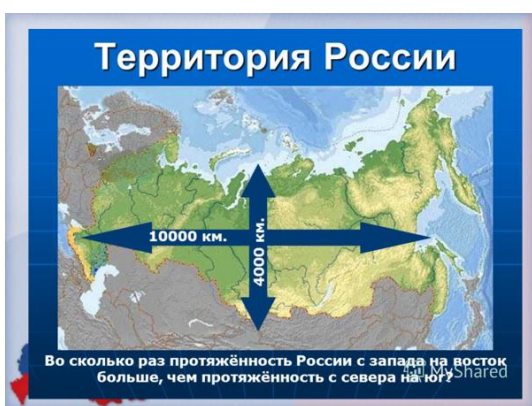 Территория России
10000 км.
4000 км.
Во сколько раз протяжённость России с запада на восток
больше, чем протяжённость с севера на юг?
MyShared